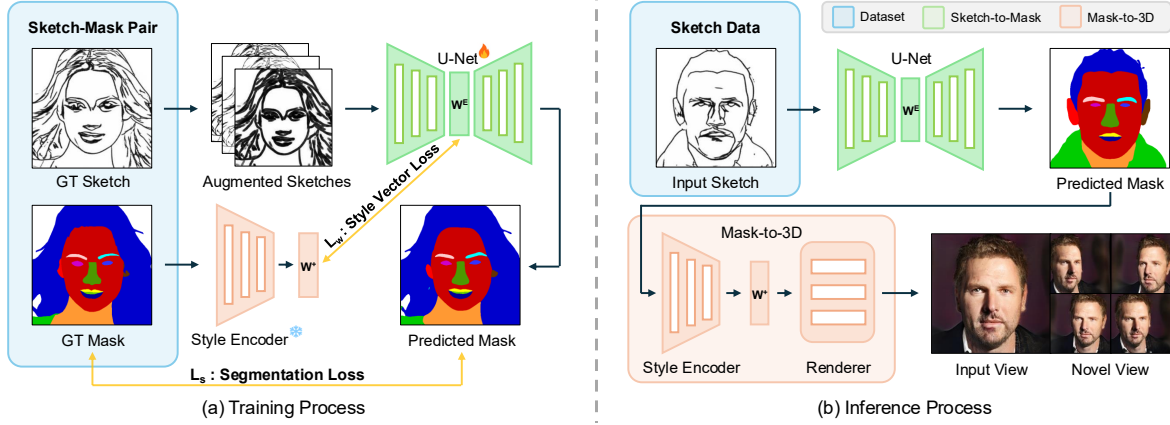 Sketch-Mask Pair
U-Net
W^E
GT Sketch
Augmented Sketches
L_w : Style Vector Loss
W^+
GT Mask
Style Encoder
Predicted Mask
L_s : Segmentation Loss
(a) Training Process
Dataset
Sketch-to-Mask
Mask-to-3D
Sketch Data
U-Net
W^E
Input Sketch
Predicted Mask
Mask-to-3D
W^+
Style Encoder
Renderer
Input View
Novel View
(b) Inference Process